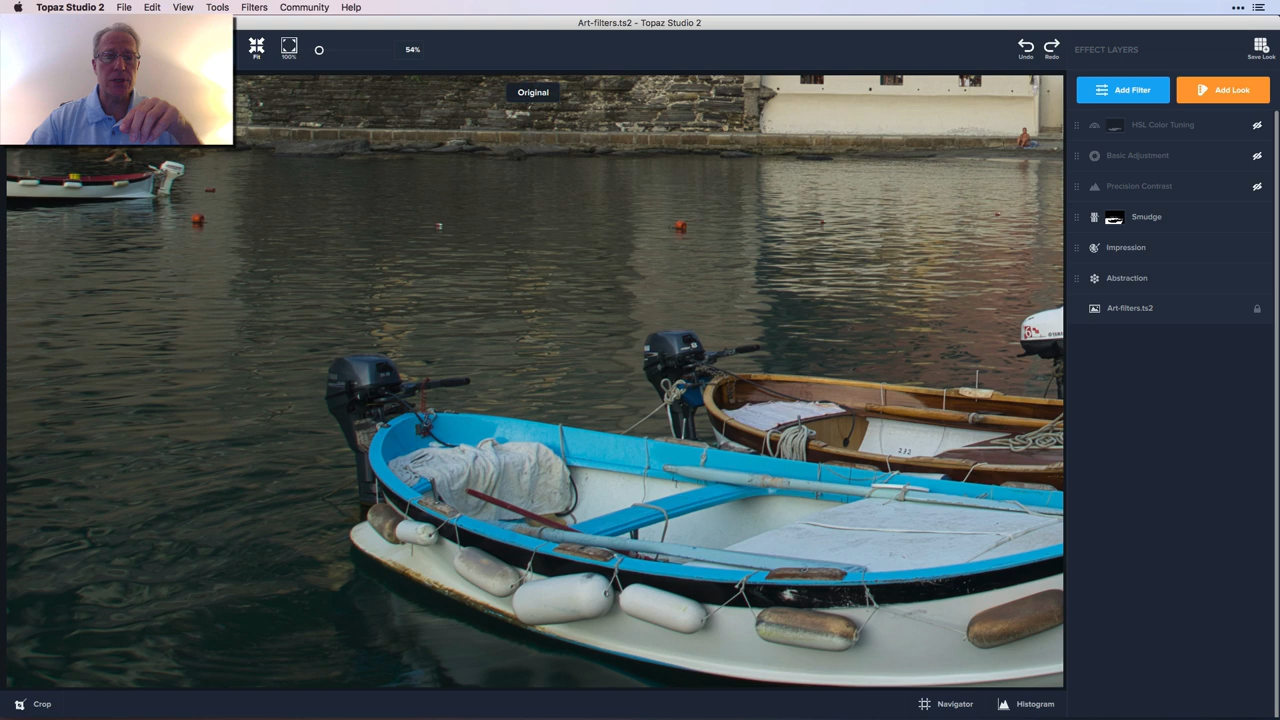 Topaz Studio 2 File Edit View Tools Filters Community Help
Art-filters.ts2 - Topaz Studio 2
Fit
100%
54%
Undo
Redo
EFFECT LAYERS
Save Look
Original
Add Filter
Add Look
HSL Color Tuning
Basic Adjustment
Precision Contrast
Smudge
Impression
Abstraction
Art-filters.ts2
Crop
Navigator
Histogram